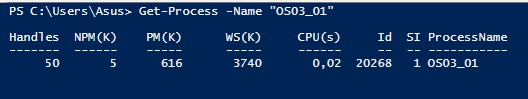 PS C:\Users\Asus> Get-Process -Name "OS03_01"
Handles NPM(K) PM(K) WS(K) CPU(s) Id SI ProcessName
------- ------ ----- ----- ------ -- -- -----------
50 5 616 3740 0,02 20268 1 OS03_01